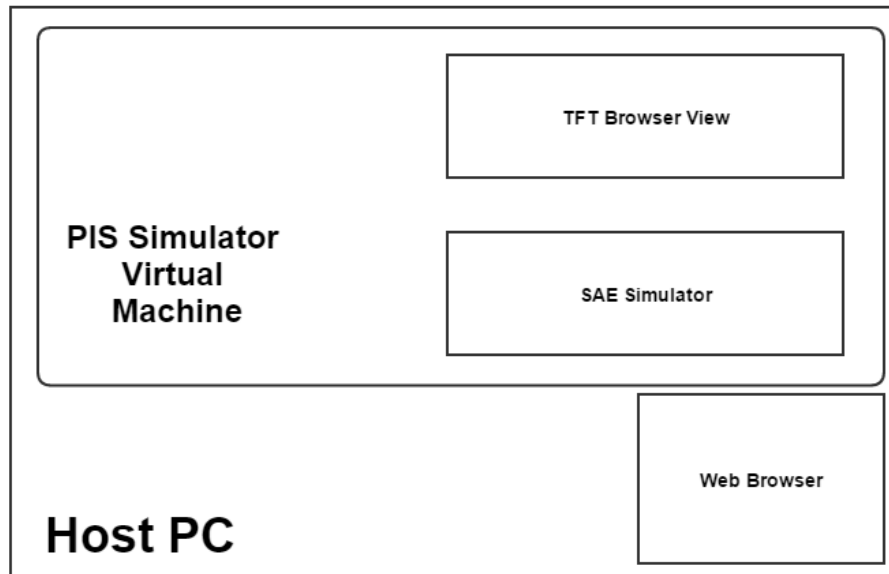 TFT Browser View
PIS Simulator
Virtual
Machine
SAE Simulator
Web Browser
Host PC